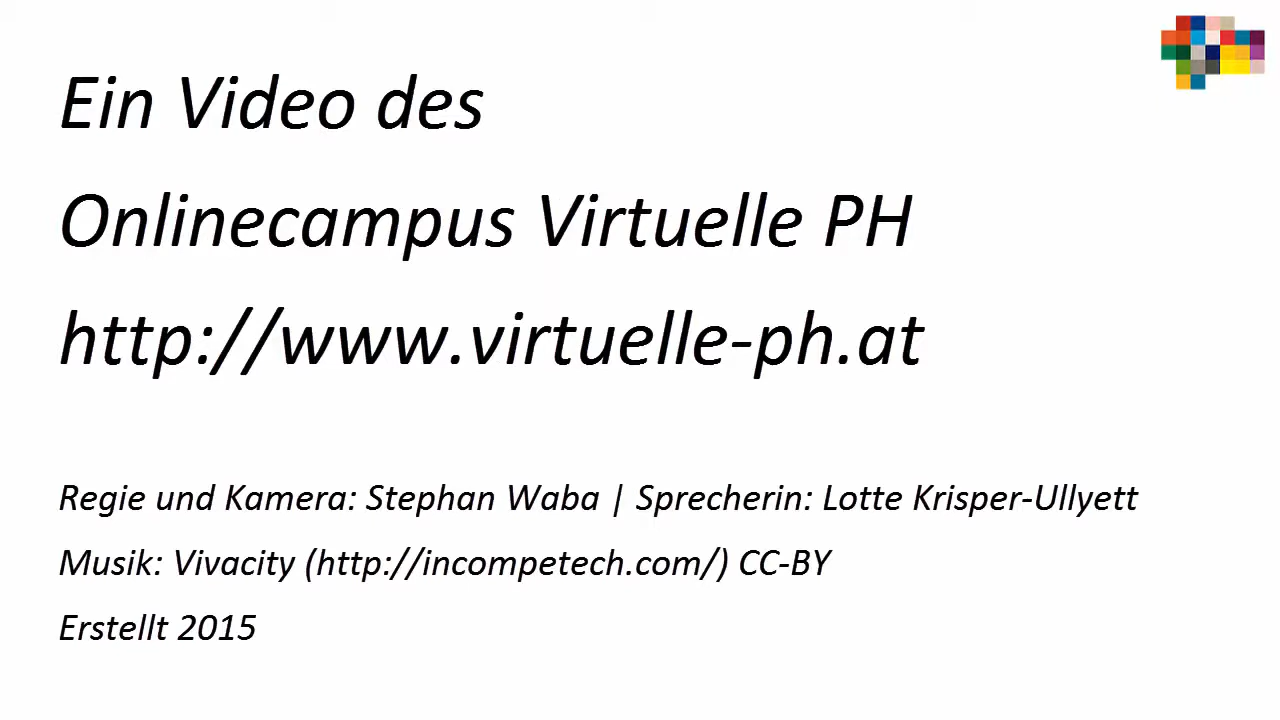 Ein Video des
Onlinecampus Virtuelle PH
http://www.virtuelle-ph.at
Regie und Kamera: Stephan Waba | Sprecherin: Lotte Krisper-Ullyett
Musik: Vivacity (http://incompetech.com/) CC-BY
Erstellt 2015